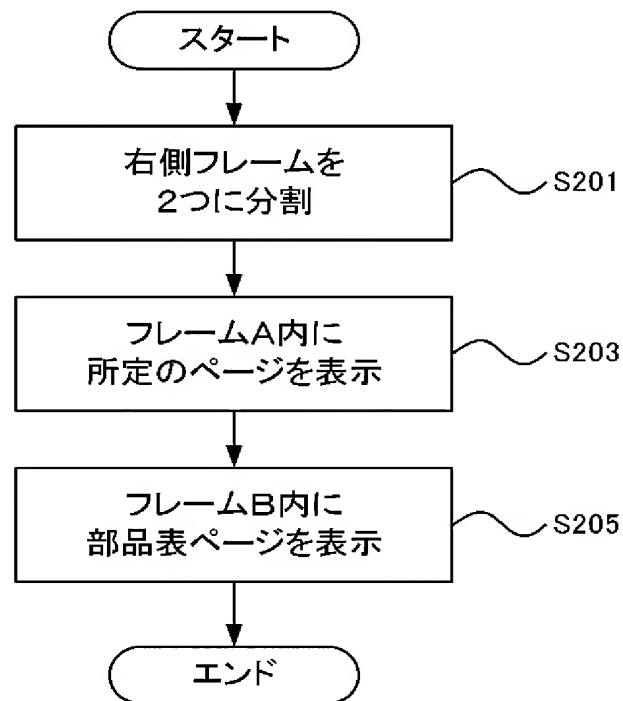 スタート
右側フレームを
２つに分割
S201
フレームＡ内に
所定のページを表示
S203
フレームＢ内に
部品表ページを表示
S205
エンド